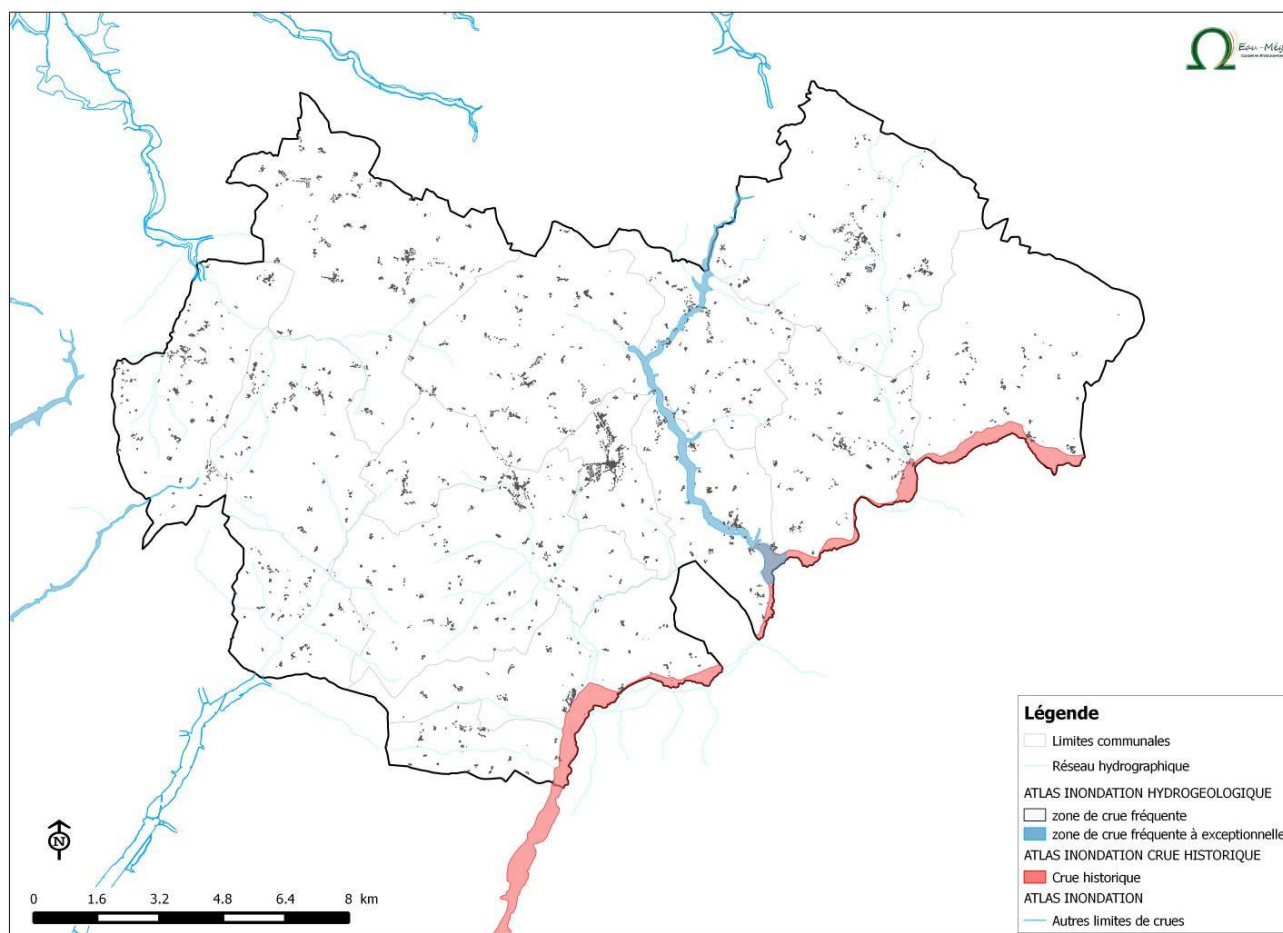 Eau-Még
Légende
Limites communales
Réseau hydrographique
ATLAS INONDATION HYDROGEOLOGIQUE
zone de crue fréquente
zone de crue fréquente à exceptionnelle
ATLAS INONDATION CRUE HISTORIQUE
Crue historique
ATLAS INONDATION
Autres limites de crues
N
0 1.6 3.2 4.8 6.4 8 km